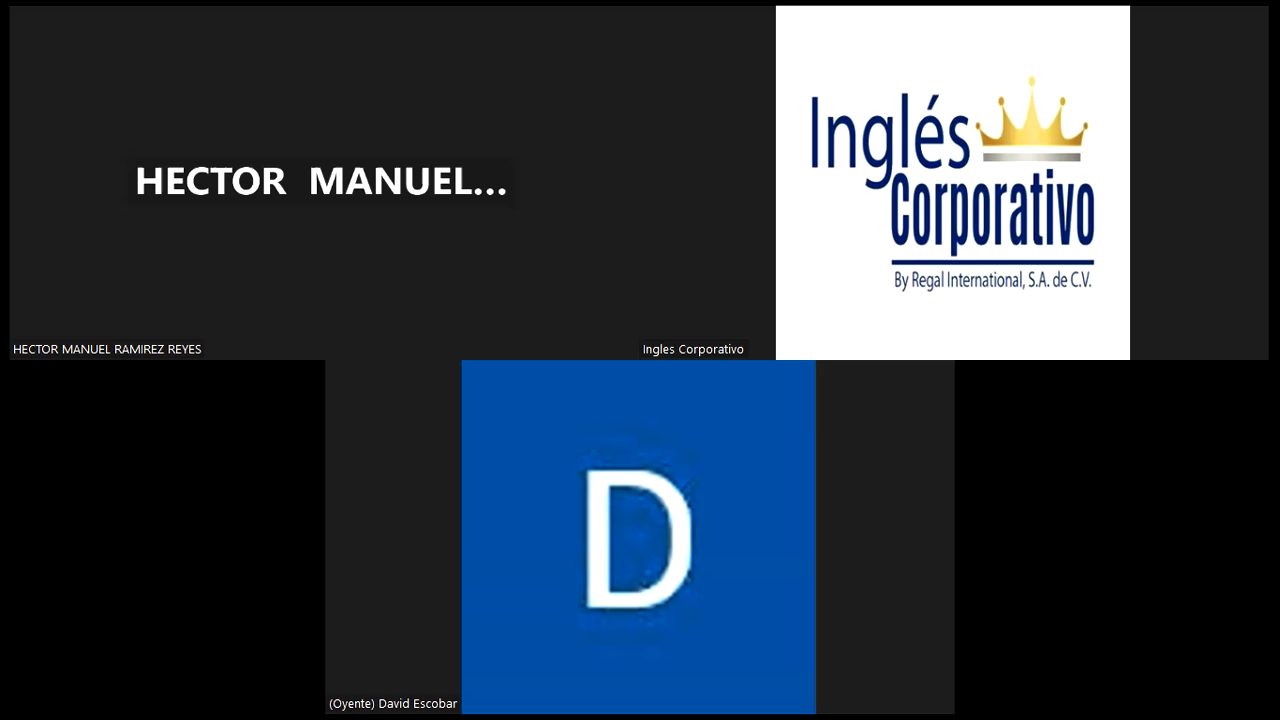 HECTOR MANUEL...
HECTOR MANUEL RAMIREZ REYES
Inglés
Corporativo
By Regal International, S.A. de C.V.
Ingles Corporativo
D
(Oyente) David Escobar